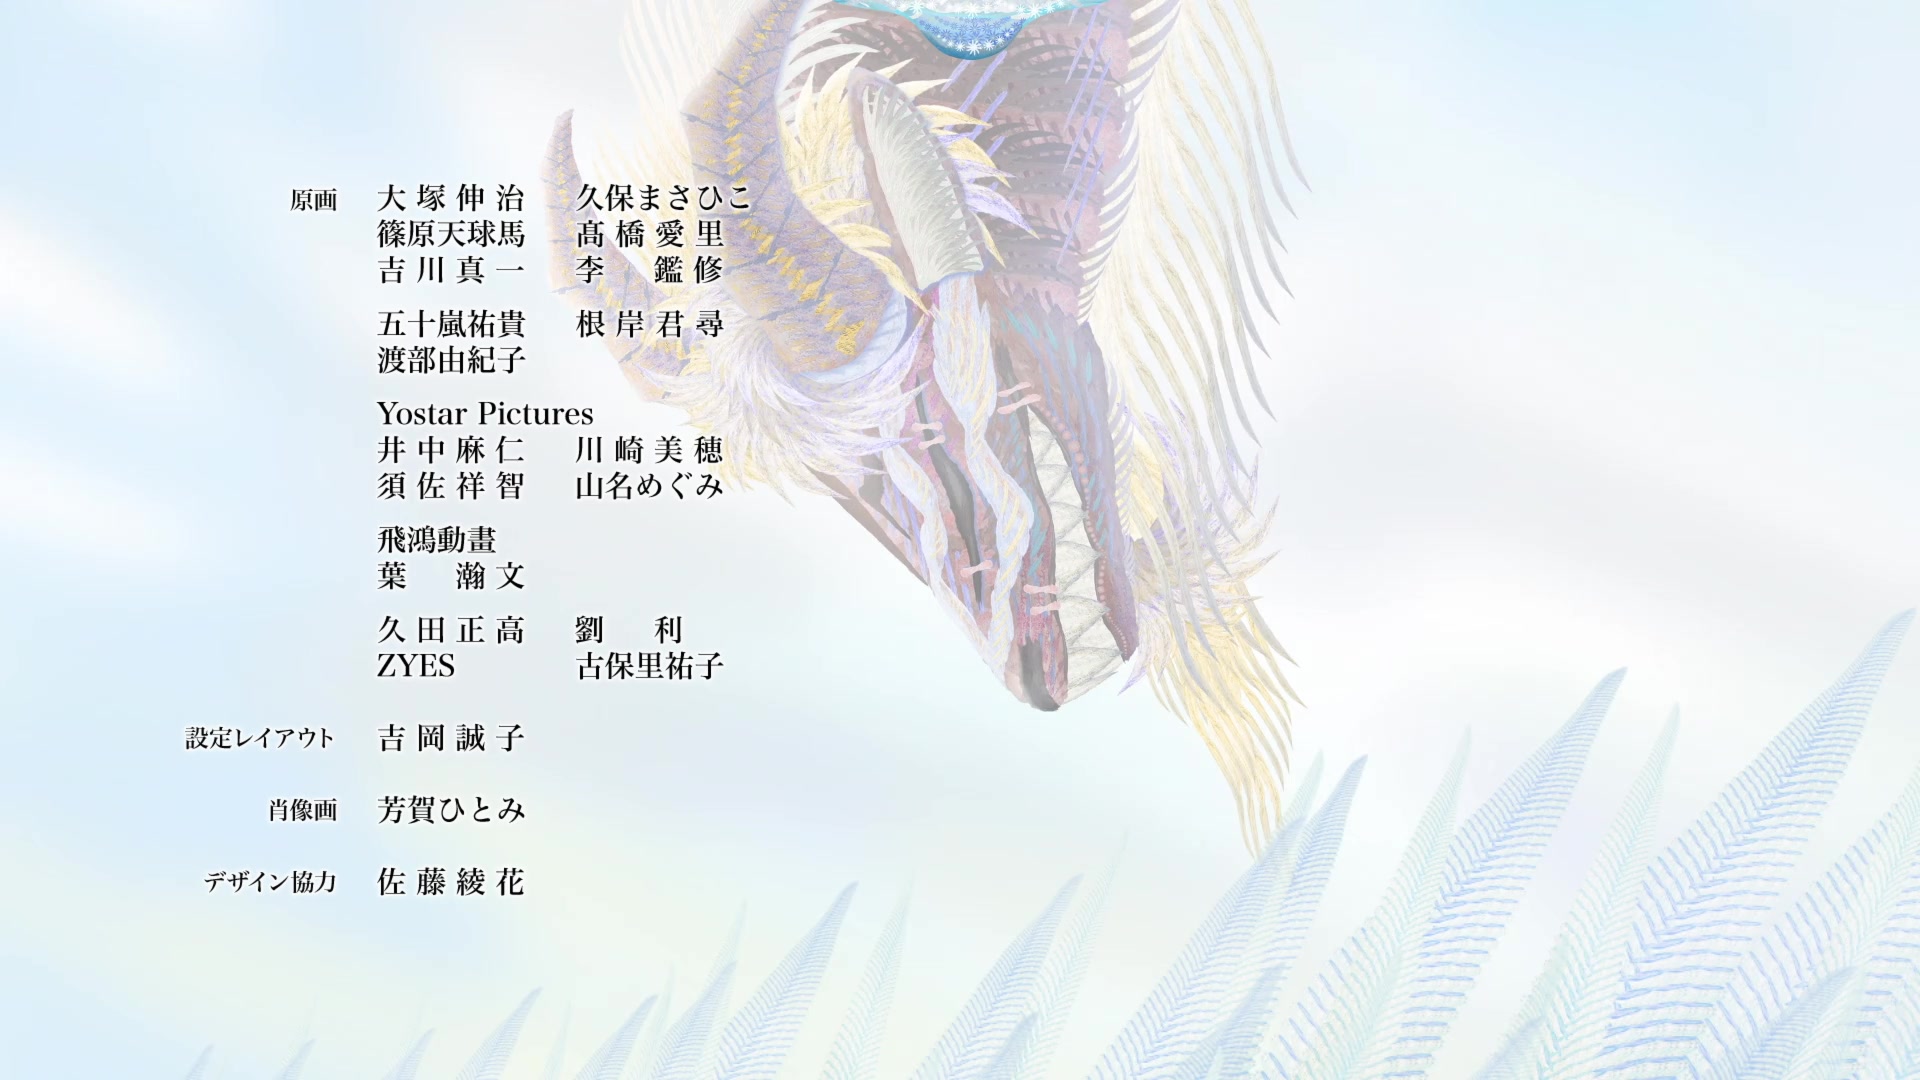 原画 大塚伸治 久保まさひこ
篠原天球馬 髙橋愛里
吉川真一 李 鑑修
五十嵐祐貴 根岸君尋
渡部由紀子
Yostar Pictures
井中麻仁 川崎美穂
須佐祥智 山名めぐみ
飛鴻動畫
葉 瀚文
久田正高 劉 利
ZYES 古保里祐子
設定レイアウト 吉岡誠子
肖像画 芳賀ひとみ
デザイン協力 佐藤綾花